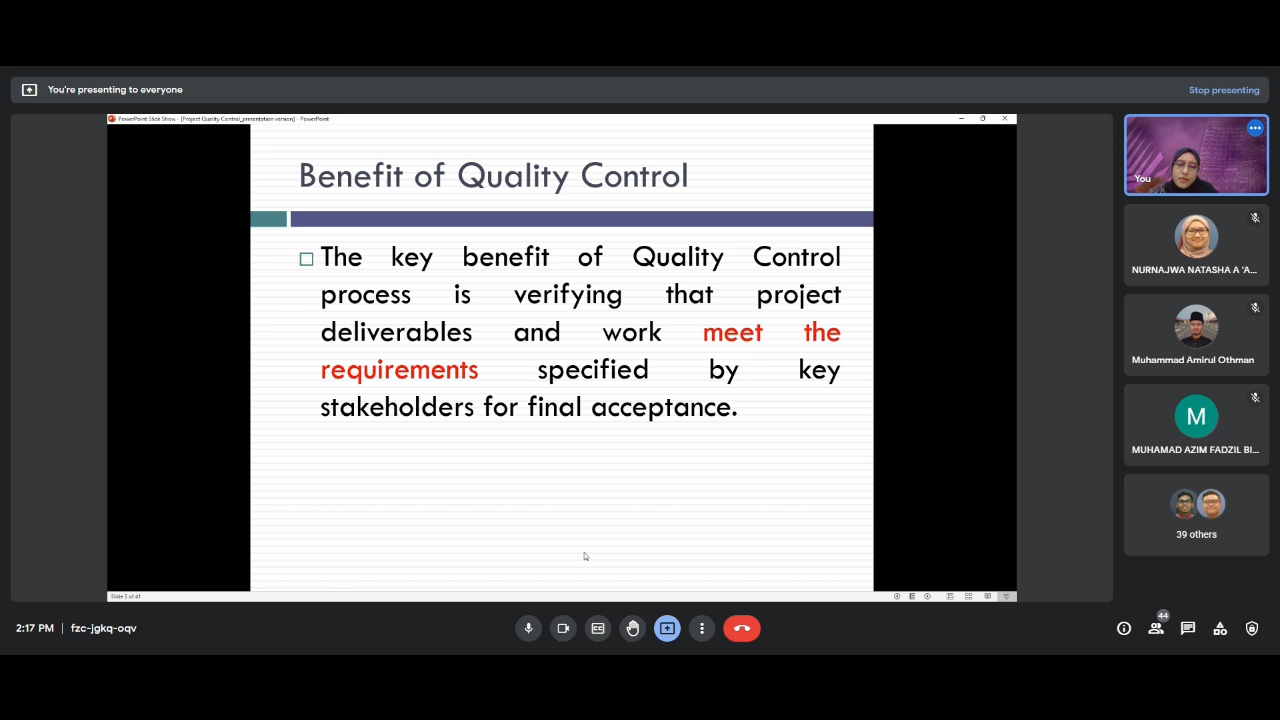 You're presenting to everyone
Stop presenting
PowerPoint Slide Show - [Project Quality Control_presentation version] - PowerPoint
Benefit of Quality Control
The key benefit of Quality Control
process is verifying that project
deliverables and work meet the
requirements specified by key
stakeholders for final acceptance.
Slide 5 of 41
You
NURNAJWA NATASHA A 'A...
Muhammad Amirul Othman
M
MUHAMAD AZIM FADZIL BI...
39 others
2:17 PM | fzc-jgkq-oqv
44